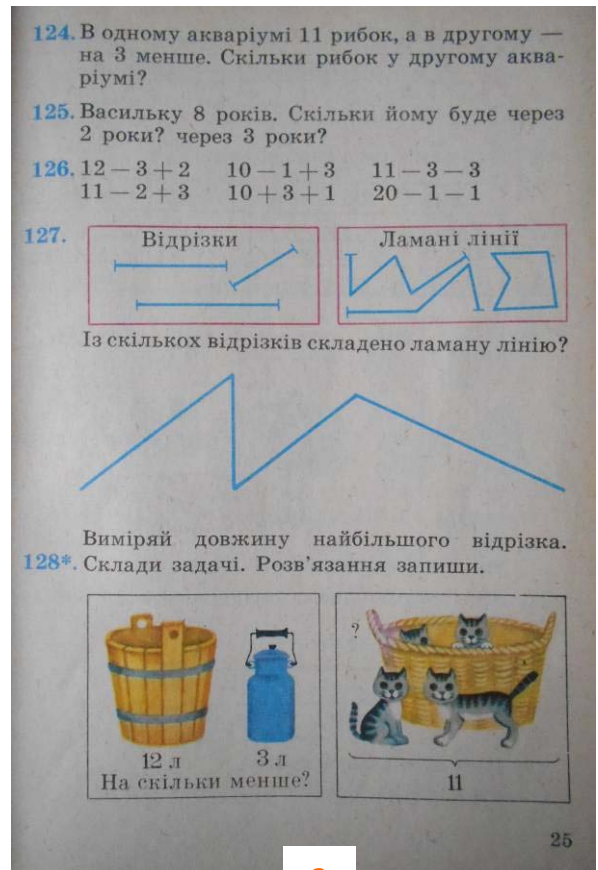 124. В одному акваріумі 11 рибок, а в другому —
на 3 менше. Скільки рибок у другому аква-
ріумі?
125. Васильку 8 років. Скільки йому буде через
2 роки? через 3 роки?
126. 12 — 3 + 2 10 — 1 + 3 11 — 3 — 3
11 — 2 + 3 10 + 3 + 1 20 — 1 — 1
127.
Відрізки
Ламані лінії
Із скількох відрізків складено ламану лінію?
Виміряй довжину найбільшого відрізка.
128*. Склади задачі. Розв'язання запиши.
12 л 3 л
На скільки менше?
?
11
25